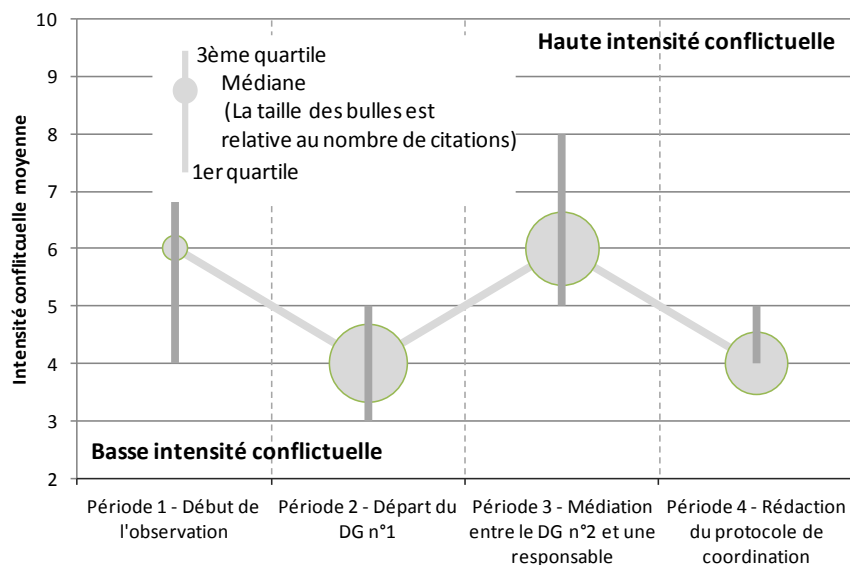 10
9
8
7
6
5
4
3
2
Intensité conflitcuelle moyenne
Haute intensité conflictuelle
3ème quartile
Médiane
(La taille des bulles est
relative au nombre de citations)
1er quartile
Basse intensité conflictuelle
Période 1 - Début de
l'observation
Période 2 - Départ du
DG n°1
Période 3 - Médiation
entre le DG n°2 et une
responsable
Période 4 - Rédaction
du protocole de
coordination